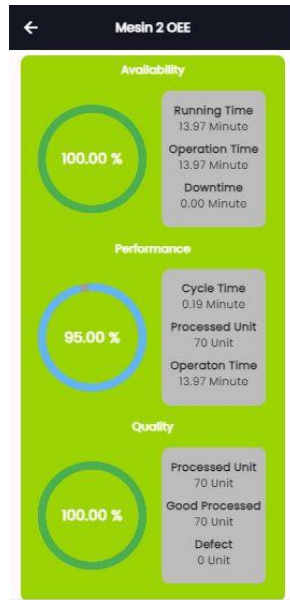 Mesin 2 OEE
Availability
100.00 %
Running Time
13.97 Minute
Operation Time
13.97 Minute
Downtime
0.00 Minute
Performance
95.00 %
Cycle Time
0.19 Minute
Processed Unit
70 Unit
Operaton Time
13.97 Minute
Quality
100.00 %
Processed Unit
70 Unit
Good Processed
70 Unit
Defect
0 Unit